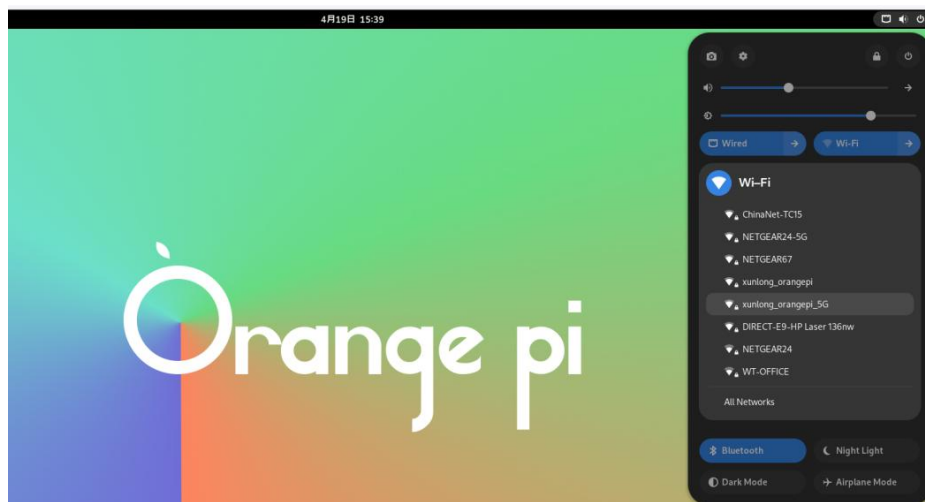 4月19日 15:39
Wired
Wi-Fi
Wi–Fi
ChinaNet-TC15
NETGEAR24-5G
NETGEAR67
xunlong_orangepi
xunlong_orangepi_5G
DIRECT-E9-HP Laser 136nw
NETGEAR24
WT-OFFICE
All Networks
Orange pi
Bluetooth
Night Light
Dark Mode
Airplane Mode